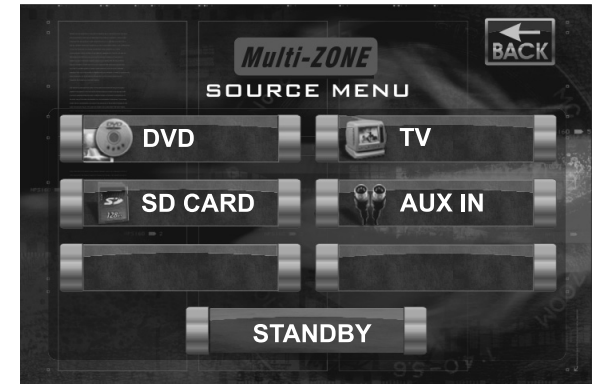 Multi-ZONE
BACK
SOURCE MENU
DVD
TV
SD CARD
AUX IN
STANDBY